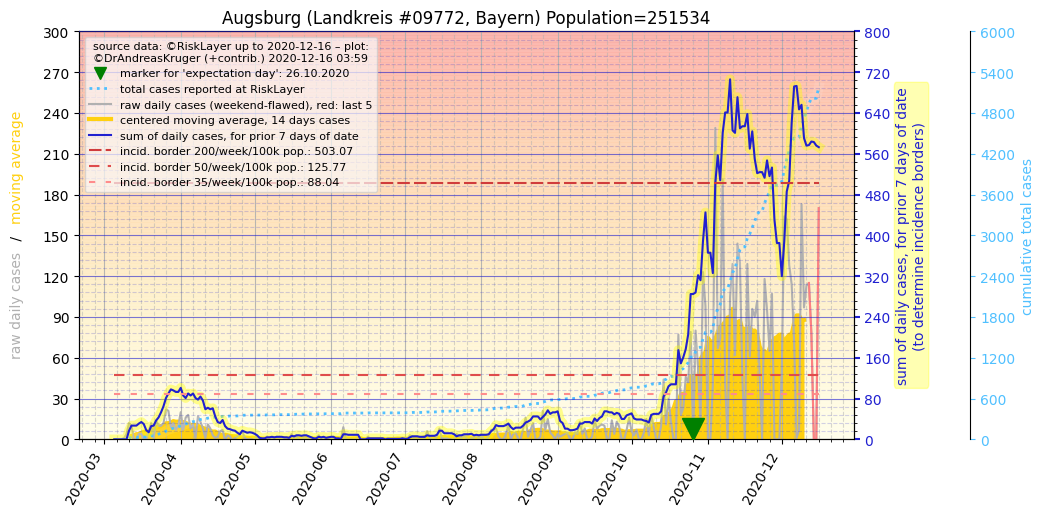 Augsburg (Landkreis #09772, Bayern) Population=251534
source data: ©RiskLayer up to 2020-12-16 – plot:
©DrAndreasKruger (+contrib.) 2020-12-16 03:59
marker for 'expectation day': 26.10.2020
total cases reported at RiskLayer
raw daily cases (weekend-flawed), red: last 5
centered moving average, 14 days cases
sum of daily cases, for prior 7 days of date
incid. border 200/week/100k pop.: 503.07
incid. border 50/week/100k pop.: 125.77
incid. border 35/week/100k pop.: 88.04
raw daily cases / moving average
300
270
240
210
180
150
120
90
60
30
0
2020-03
2020-04
2020-05
2020-06
2020-07
2020-08
2020-09
2020-10
2020-11
2020-12
800
720
640
560
480
400
320
240
160
80
0
sum of daily cases, for prior 7 days of date
(to determine incidence borders)
6000
5400
4800
4200
3600
3000
2400
1800
1200
600
0
cumulative total cases